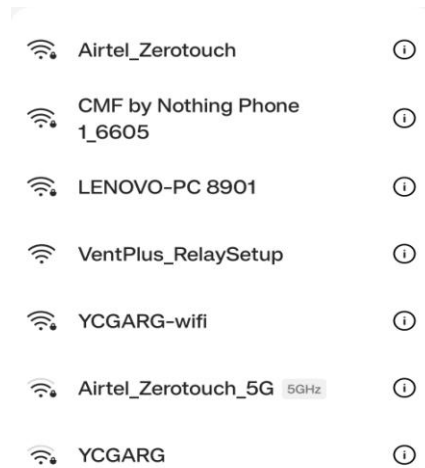 Airtel_Zerotouch
CMF by Nothing Phone
1_6605
LENOVO-PC 8901
VentPlus_RelaySetup
YCGARG-wifi
Airtel_Zerotouch_5G 5GHz
YCGARG